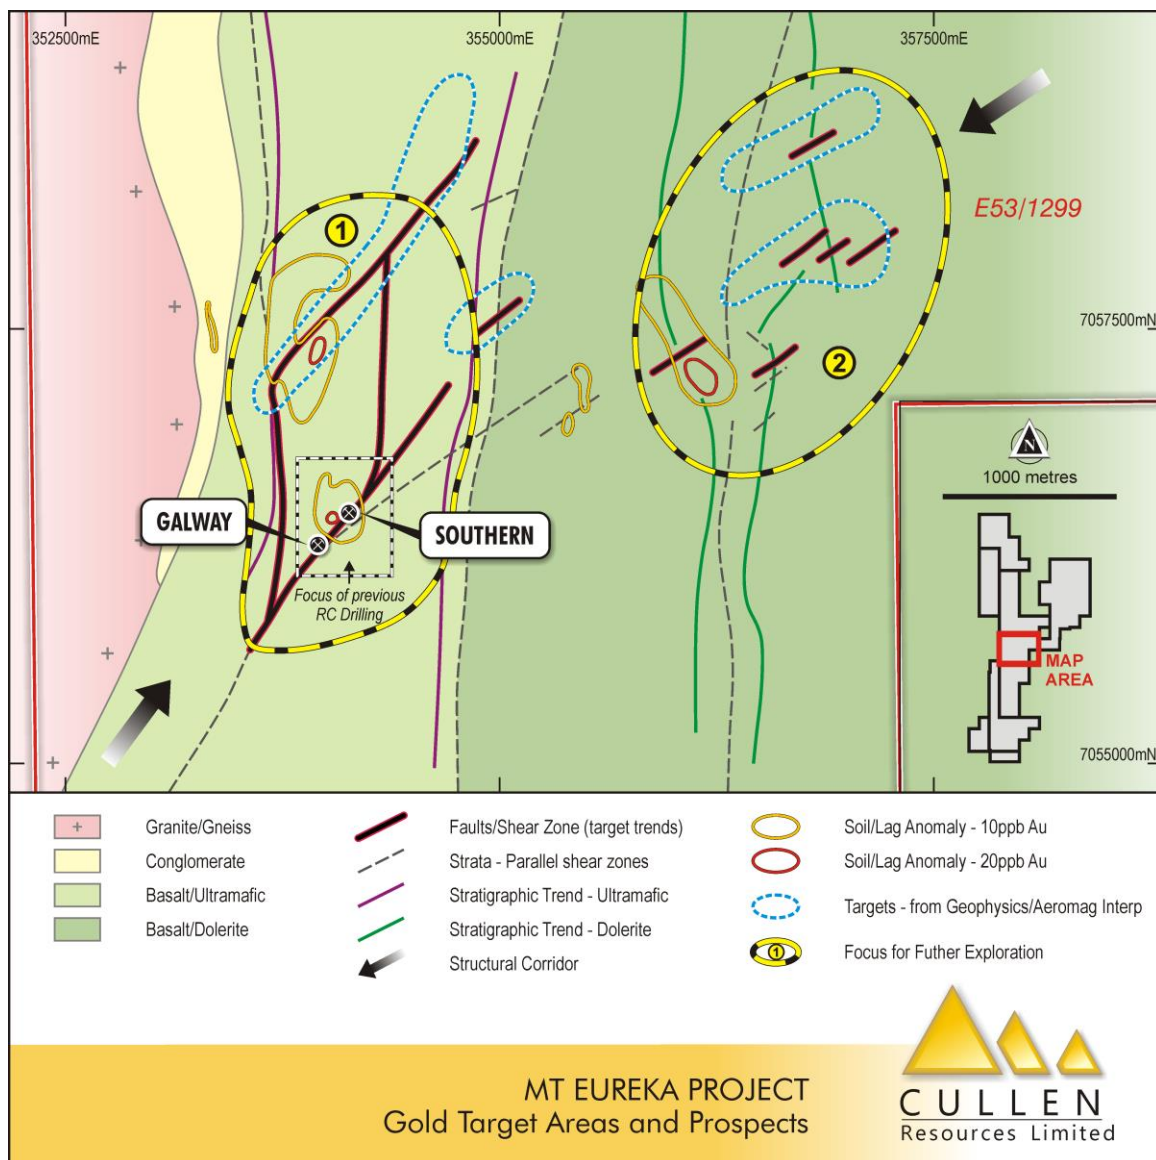 352500mE
355000mE
357500mE
E53/1299
1
7057500mN
2
N
1000 metres
GALWAY
SOUTHERN
Focus of previous
RC Drilling
MAP
AREA
7055000mN
Granite/Gneiss
Conglomerate
Basalt/Ultramafic
Basalt/Dolerite
Faults/Shear Zone (target trends)
Strata - Parallel shear zones
Stratigraphic Trend - Ultramafic
Stratigraphic Trend - Dolerite
Structural Corridor
Soil/Lag Anomaly - 10ppb Au
Soil/Lag Anomaly - 20ppb Au
Targets - from Geophysics/Aeromag Interp
1
Focus for Futher Exploration
MT EUREKA PROJECT
Gold Target Areas and Prospects
CULLEN
Resources Limited